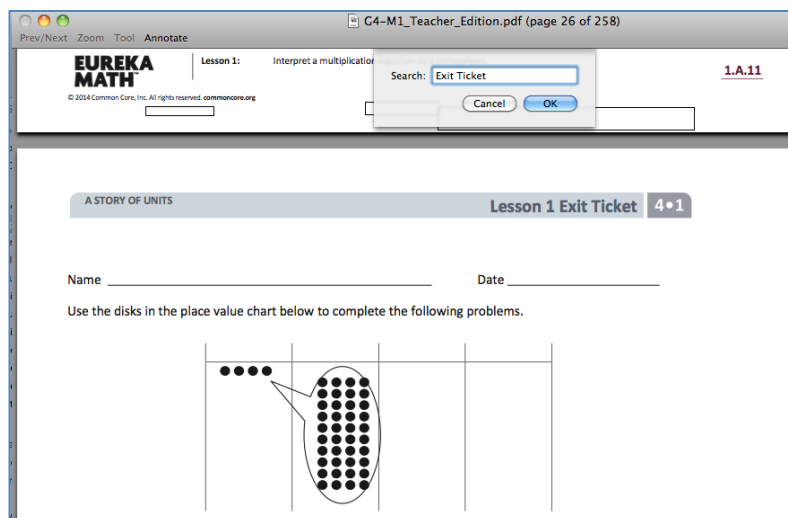 G4-M1_Teacher_Edition.pdf (page 26 of 258)
Prev/Next Zoom Tool Annotate
EUREKA
MATH™
Lesson 1:
Interpret a multiplication
1.A.11
© 2014 Common Core, Inc. All rights reserved. commoncore.org
Search: Exit Ticket
Cancel OK
A STORY OF UNITS
Lesson 1 Exit Ticket 4•1
Name
Date
Use the disks in the place value chart below to complete the following problems.